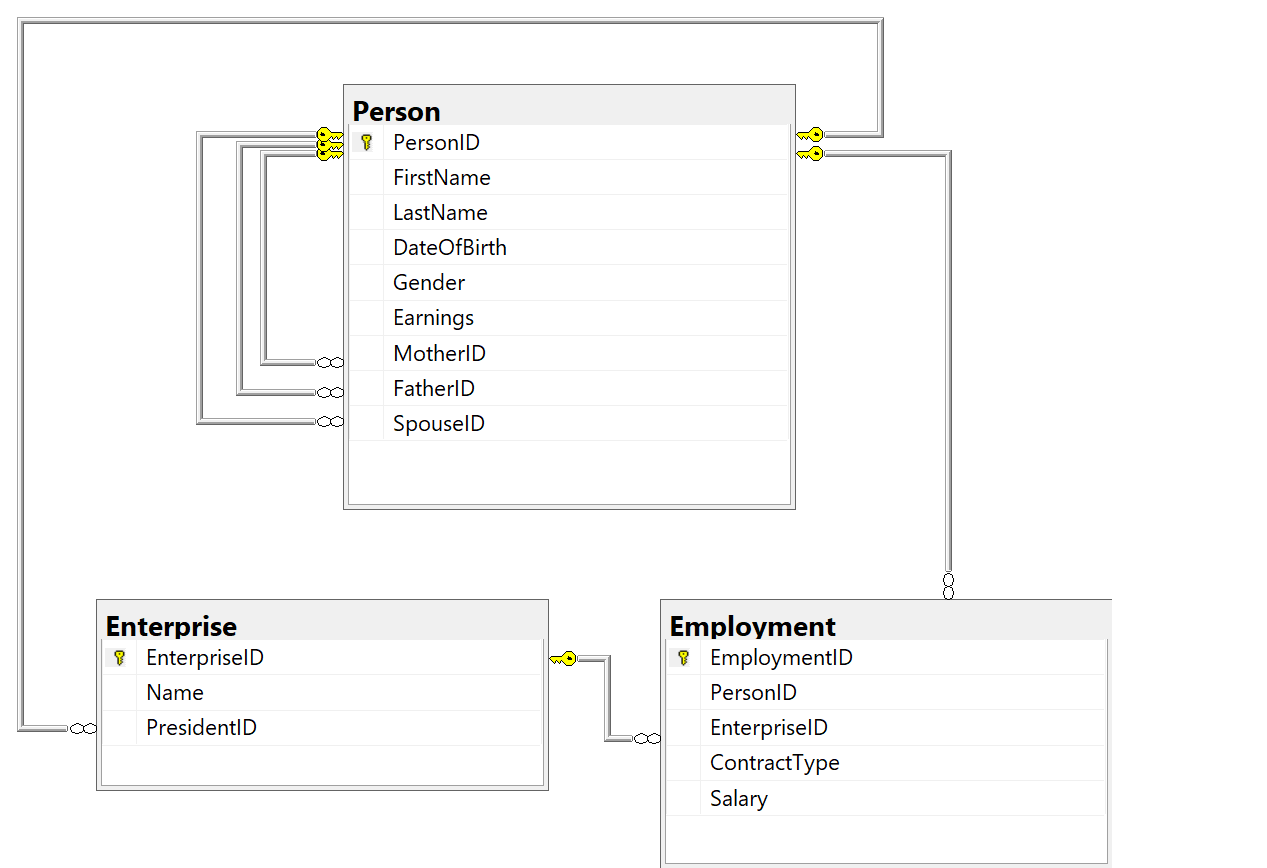 Person
PersonID
FirstName
LastName
DateOfBirth
Gender
Earnings
MotherID
FatherID
SpouseID
Enterprise
EnterpriseID
Name
PresidentID
Employment
EmploymentID
PersonID
EnterpriseID
ContractType
Salary